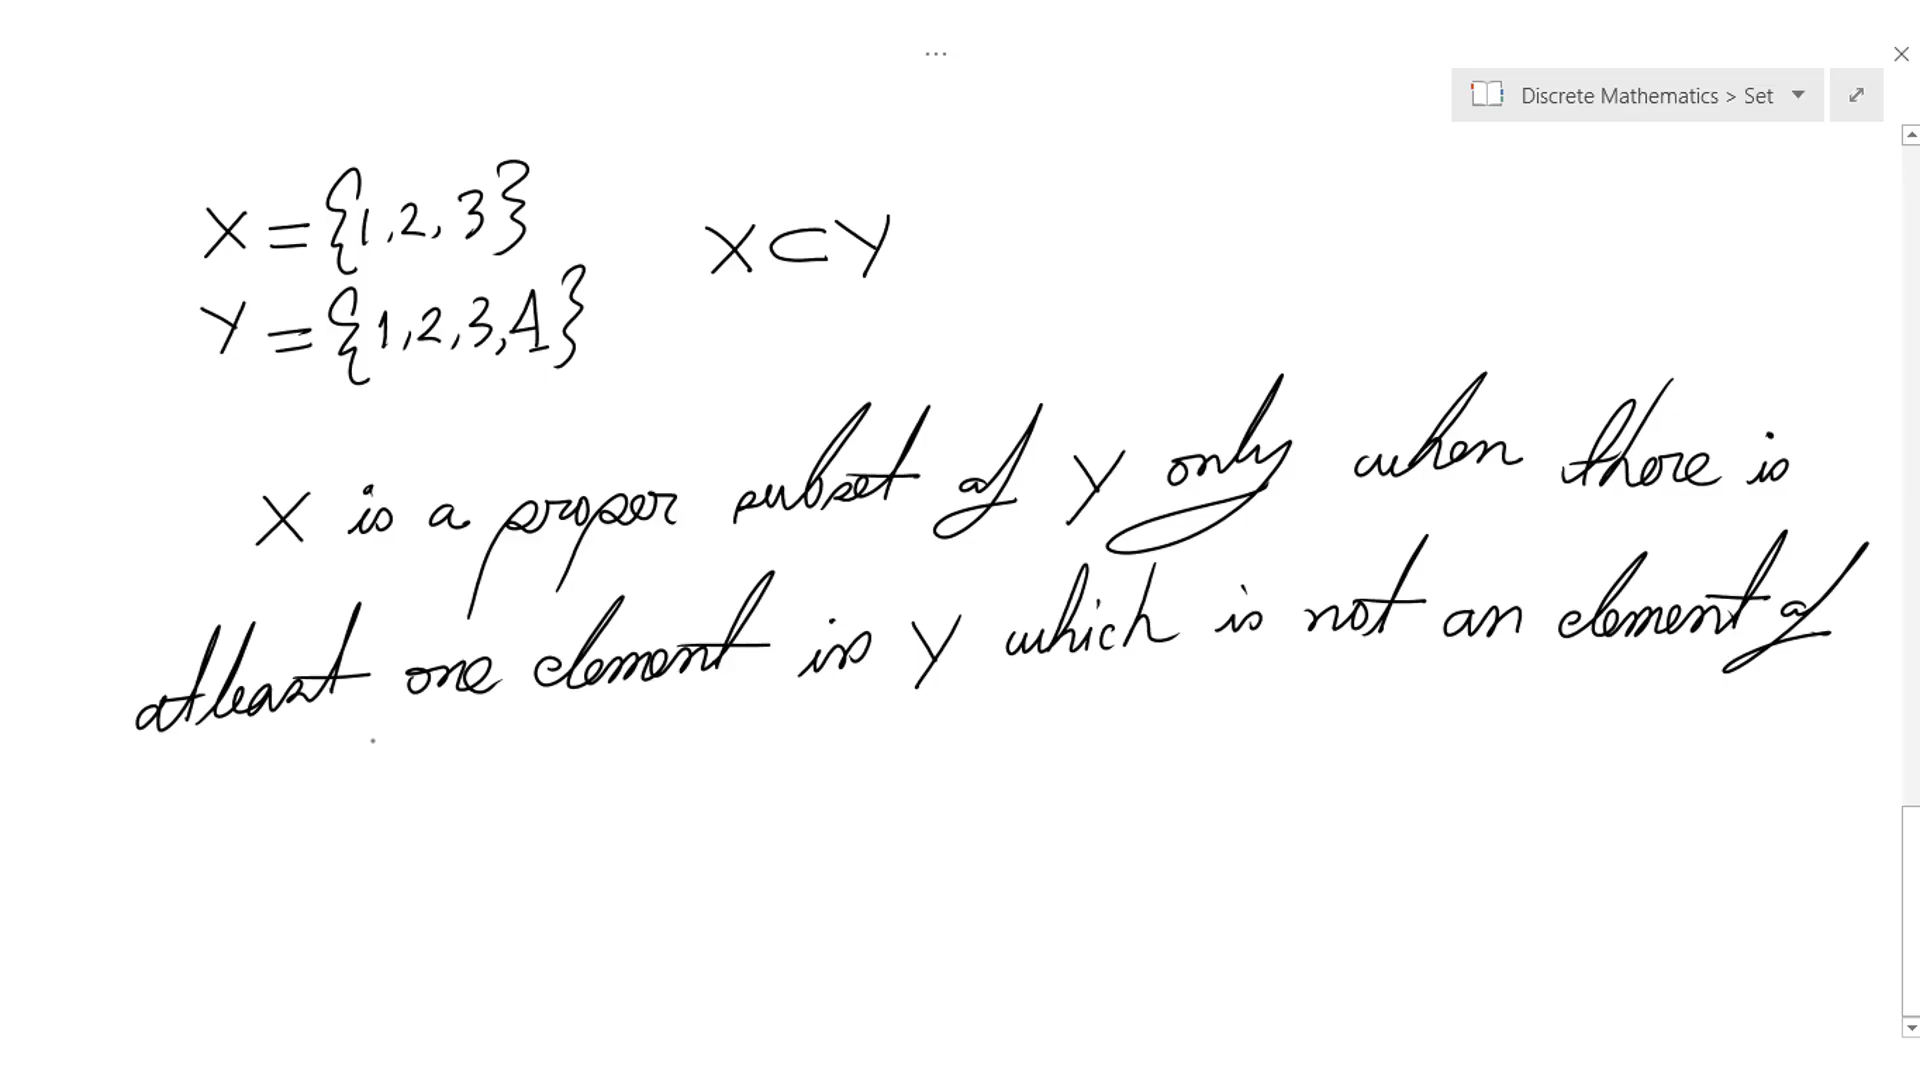 ...
Discrete Mathematics > Set
X = {1,2,3}
X ⊂ Y
Y = {1,2,3,4}
X is a proper subset of Y only when there is
atleast one element in Y which is not an element of